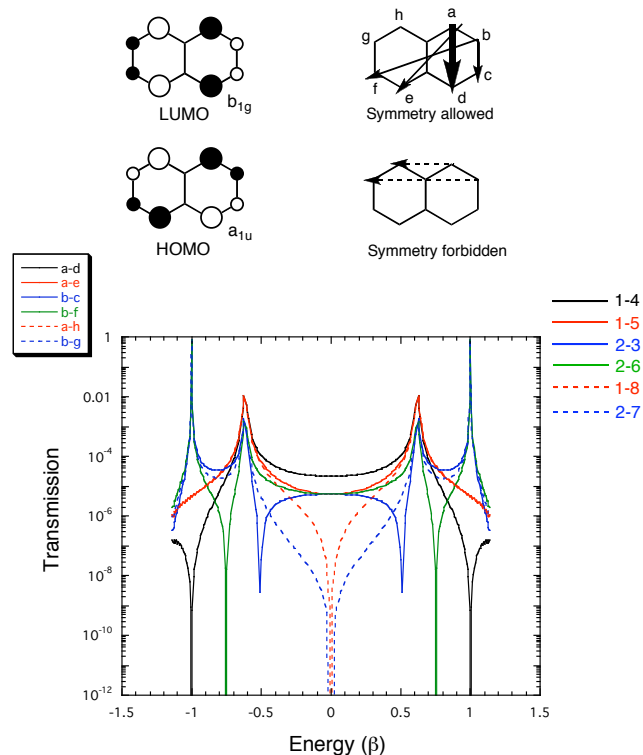 h
a
g
b
c
f
e
d
LUMO
b1g
Symmetry allowed
HOMO
a1u
Symmetry forbidden
a-d
a-e
b-c
b-f
a-h
b-g
1-4
1-5
2-3
2-6
1-8
2-7
1
0.01
10-4
10-6
10-8
10-10
10-12
Transmission
-1.5
-1
-0.5
0
0.5
1
1.5
Energy (β)